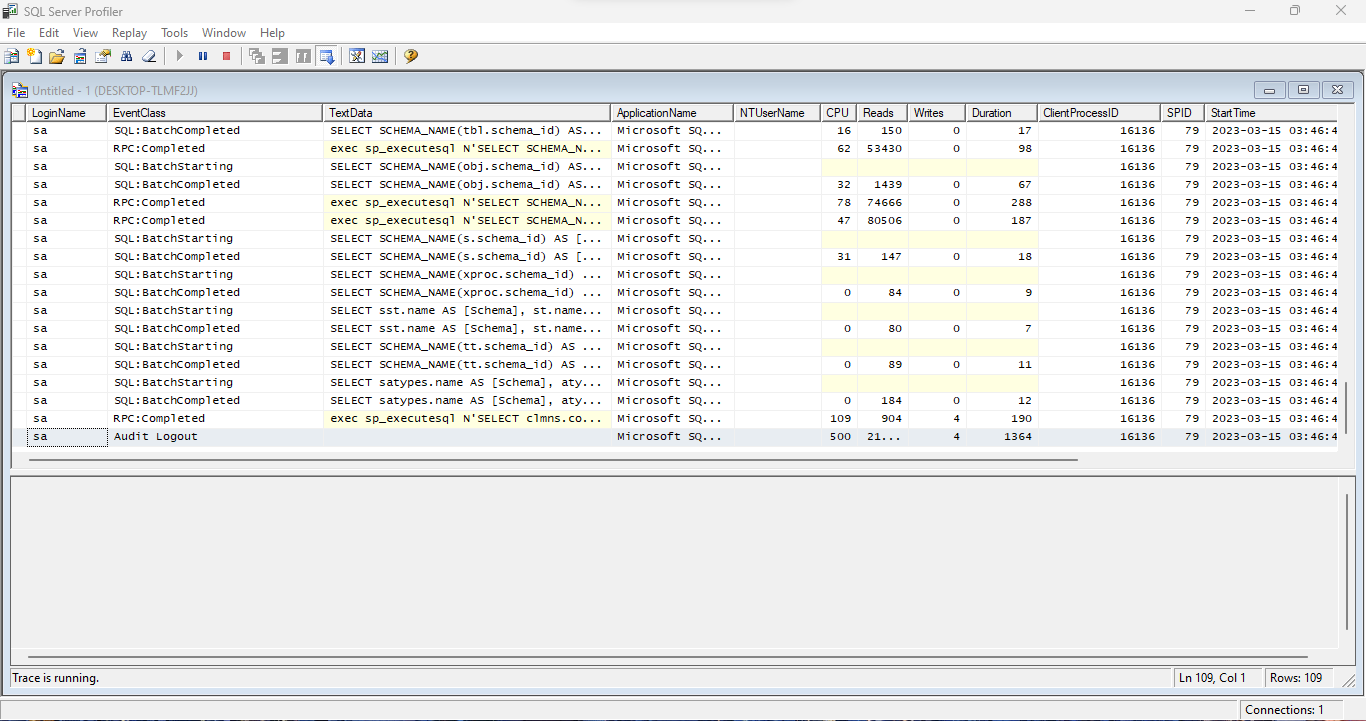 SQL Server Profiler
File Edit View Replay Tools Window Help
Untitled - 1 (DESKTOP-TLMF2JJ)
LoginName EventClass TextData ApplicationName NTUserName CPU Reads Writes Duration ClientProcessID SPID StartTime
sa SQL:BatchCompleted SELECT SCHEMA_NAME(tbl.schema_id) AS... Microsoft SQ... 16 150 0 17 16136 79 2023-03-15 03:46:4
sa RPC:Completed exec sp_executesql N'SELECT SCHEMA_N... Microsoft SQ... 62 53430 0 98 16136 79 2023-03-15 03:46:4
sa SQL:BatchStarting SELECT SCHEMA_NAME(obj.schema_id) AS... Microsoft SQ... 16136 79 2023-03-15 03:46:4
sa SQL:BatchCompleted SELECT SCHEMA_NAME(obj.schema_id) AS... Microsoft SQ... 32 1439 0 67 16136 79 2023-03-15 03:46:4
sa RPC:Completed exec sp_executesql N'SELECT SCHEMA_N... Microsoft SQ... 78 74666 0 288 16136 79 2023-03-15 03:46:4
sa RPC:Completed exec sp_executesql N'SELECT SCHEMA_N... Microsoft SQ... 47 80506 0 187 16136 79 2023-03-15 03:46:4
sa SQL:BatchStarting SELECT SCHEMA_NAME(s.schema_id) AS [... Microsoft SQ... 16136 79 2023-03-15 03:46:4
sa SQL:BatchCompleted SELECT SCHEMA_NAME(s.schema_id) AS [... Microsoft SQ... 31 147 0 18 16136 79 2023-03-15 03:46:4
sa SQL:BatchStarting SELECT SCHEMA_NAME(xproc.schema_id) ... Microsoft SQ... 16136 79 2023-03-15 03:46:4
sa SQL:BatchCompleted SELECT SCHEMA_NAME(xproc.schema_id) ... Microsoft SQ... 0 84 0 9 16136 79 2023-03-15 03:46:4
sa SQL:BatchStarting SELECT sst.name AS [Schema], st.name... Microsoft SQ... 16136 79 2023-03-15 03:46:4
sa SQL:BatchCompleted SELECT sst.name AS [Schema], st.name... Microsoft SQ... 0 80 0 7 16136 79 2023-03-15 03:46:4
sa SQL:BatchStarting SELECT SCHEMA_NAME(tt.schema_id) AS ... Microsoft SQ... 16136 79 2023-03-15 03:46:4
sa SQL:BatchCompleted SELECT SCHEMA_NAME(tt.schema_id) AS ... Microsoft SQ... 0 89 0 11 16136 79 2023-03-15 03:46:4
sa SQL:BatchStarting SELECT satypes.name AS [Schema], aty... Microsoft SQ... 16136 79 2023-03-15 03:46:4
sa SQL:BatchCompleted SELECT satypes.name AS [Schema], aty... Microsoft SQ... 0 184 0 12 16136 79 2023-03-15 03:46:4
sa RPC:Completed exec sp_executesql N'SELECT clmns.co... Microsoft SQ... 109 904 4 190 16136 79 2023-03-15 03:46:4
sa Audit Logout Microsoft SQ... 500 21... 4 1364 16136 79 2023-03-15 03:46:4
Trace is running. Ln 109, Col 1 Rows: 109
Connections: 1